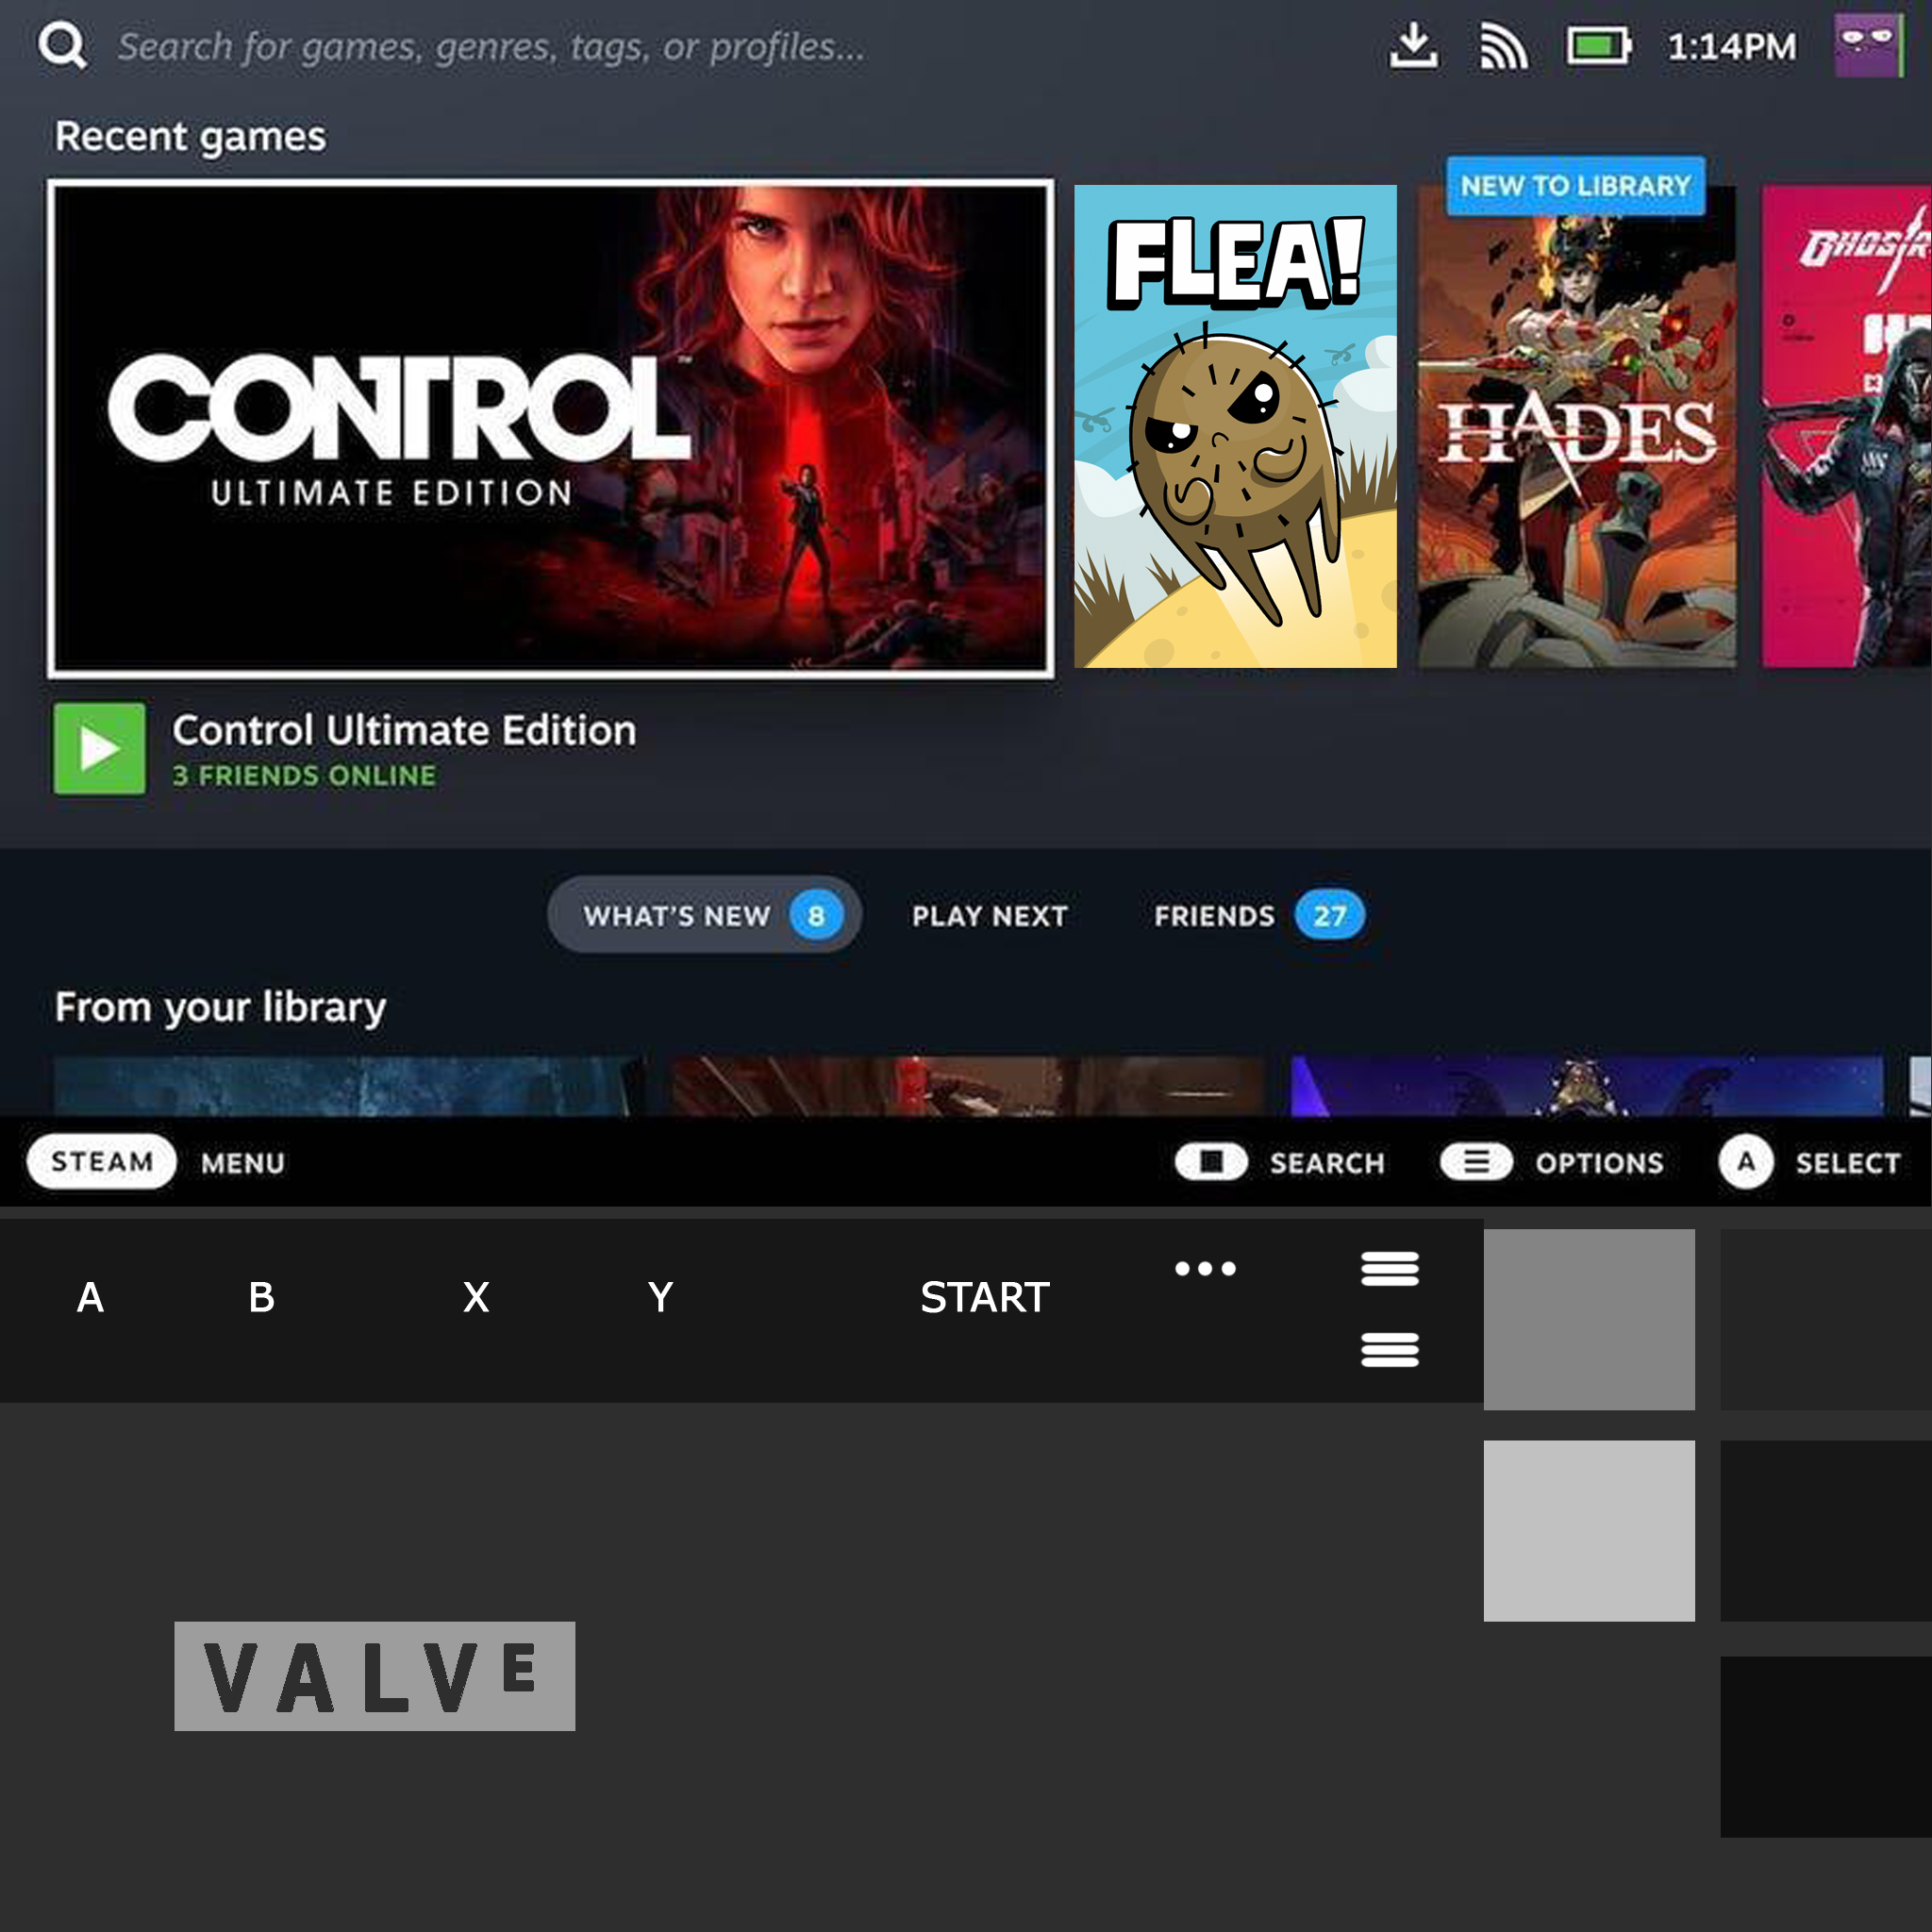 Search for games, genres, tags, or profiles...
1:14PM
Recent games
CONTROL™
ULTIMATE EDITION
FLEA!
NEW TO LIBRARY
HADES
Control Ultimate Edition
3 FRIENDS ONLINE
WHAT'S NEW 8
PLAY NEXT
FRIENDS 27
From your library
STEAM MENU
SEARCH
OPTIONS
A SELECT
A B X Y START
VALVE